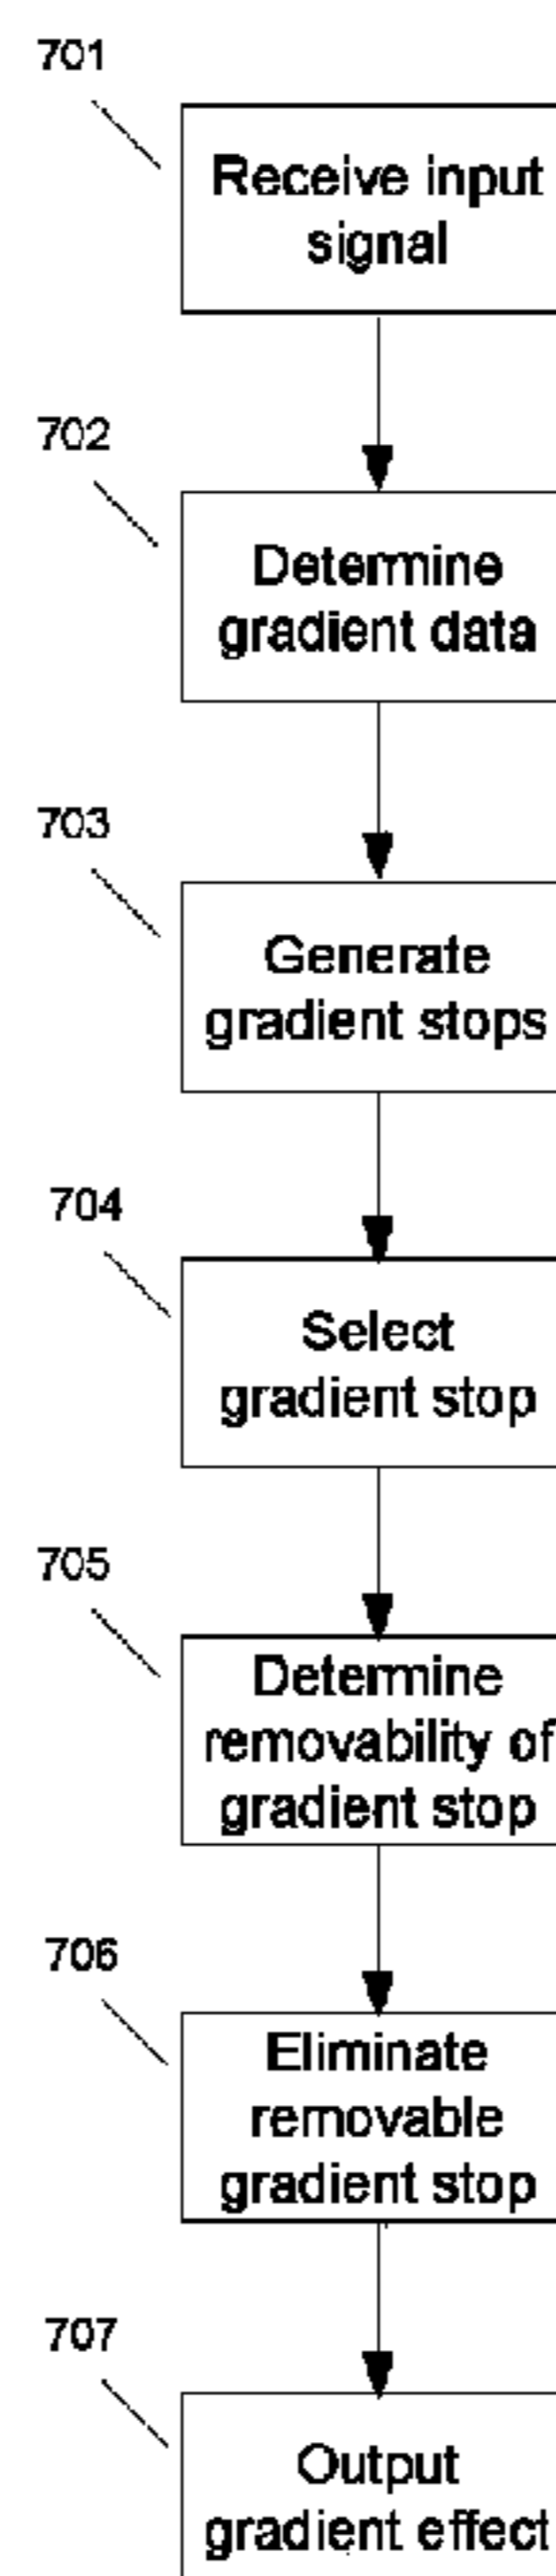 701
Receive input
signal
702
Determine
gradient data
703
Generate
gradient stops
704
Select
gradient stop
705
Determine
removability of
gradient stop
706
Eliminate
removable
gradient stop
707
Output
gradient effect